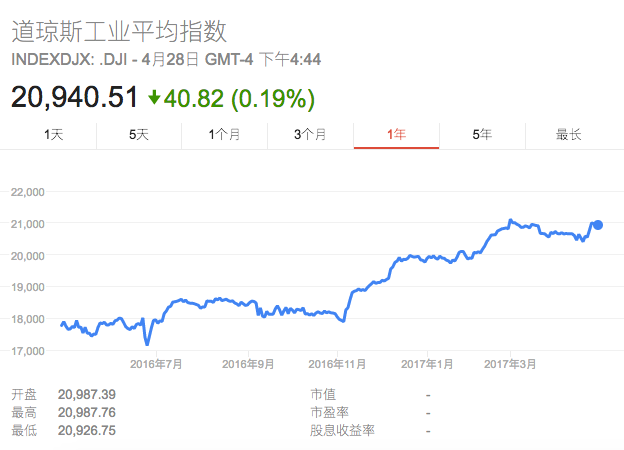 道琼斯工业平均指数
INDEXDJX: .DJI - 4月28日 GMT-4 下午4:44
20,940.51 ↓40.82 (0.19%)
1天 5天 1个月 3个月 1年 5年 最长
22,000
21,000
20,000
19,000
18,000
17,000
2016年7月 2016年9月 2016年11月 2017年1月 2017年3月
开盘 20,987.39 市值 -
最高 20,987.76 市盈率 -
最低 20,926.75 股息收益率 -